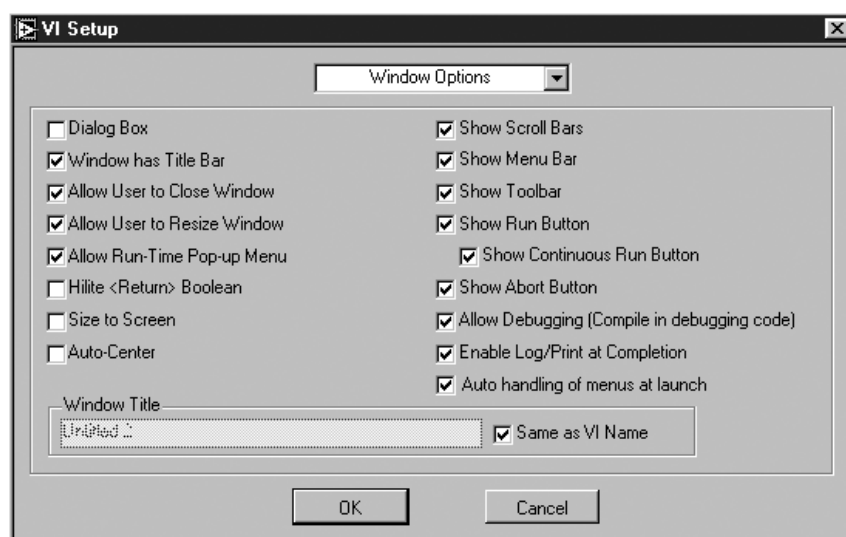 VI Setup
Window Options
Dialog Box
Window has Title Bar
Allow User to Close Window
Allow User to Resize Window
Allow Run-Time Pop-up Menu
Hilite <Return> Boolean
Size to Screen
Auto-Center
Show Scroll Bars
Show Menu Bar
Show Toolbar
Show Run Button
Show Continuous Run Button
Show Abort Button
Allow Debugging (Compile in debugging code)
Enable Log/Print at Completion
Auto handling of menus at launch
Window Title
Untitled 2
Same as VI Name
OK
Cancel